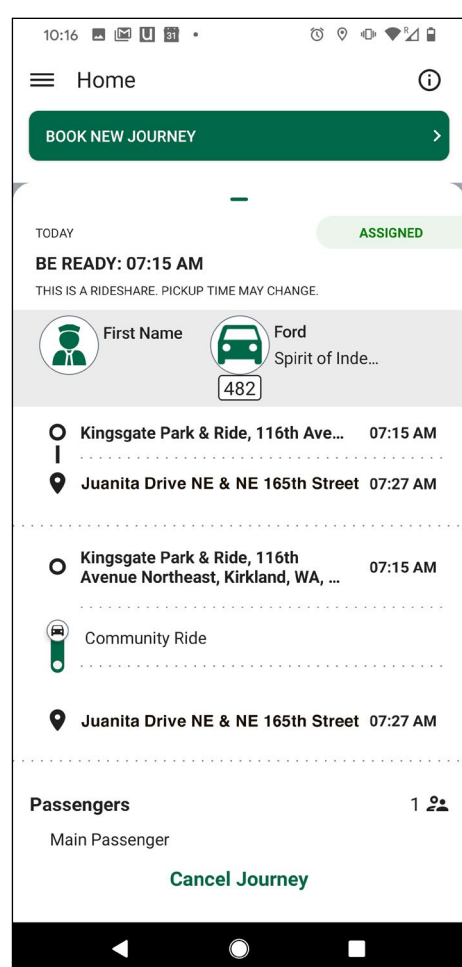 10:16
31
Home
BOOK NEW JOURNEY
TODAY
ASSIGNED
BE READY: 07:15 AM
THIS IS A RIDESHARE. PICKUP TIME MAY CHANGE.
First Name
Ford
Spirit of Inde...
482
Kingsgate Park & Ride, 116th Ave... 07:15 AM
Juanita Drive NE & NE 165th Street 07:27 AM
Kingsgate Park & Ride, 116th
Avenue Northeast, Kirkland, WA, ... 07:15 AM
Community Ride
Juanita Drive NE & NE 165th Street 07:27 AM
Passengers 1
Main Passenger
Cancel Journey